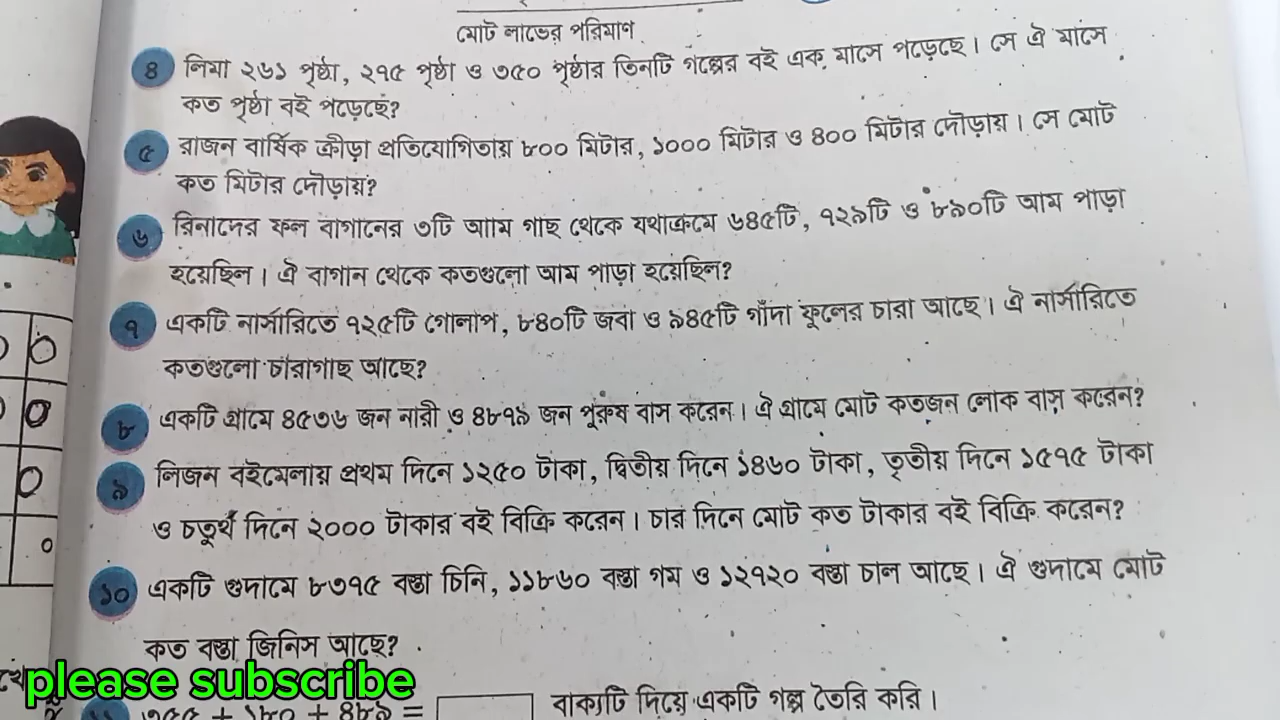 মোট লাভের পরিমাণ
৪ লিমা ২৬১ পৃষ্ঠা, ২৭৫ পৃষ্ঠা ও ৩৫০ পৃষ্ঠার তিনটি গল্পের বই এক মাসে পড়েছে। সে ঐ মাসে
কত পৃষ্ঠা বই পড়েছে?
৫ রাজন বার্ষিক ক্রীড়া প্রতিযোগিতায় ৮০০ মিটার, ১০০০ মিটার ও ৪০০ মিটার দৌড়ায়। সে মোট
কত মিটার দৌড়ায়?
৬ রিনাদের ফল বাগানের ৩টি আম গাছ থেকে যথাক্রমে ৬৪৫টি, ৭২৯টি ও ৮৯০টি আম পাড়া
হয়েছিল। ঐ বাগান থেকে কতগুলো আম পাড়া হয়েছিল?
৭ একটি নার্সারিতে ৭২৫টি গোলাপ, ৮৪০টি জবা ও ৯৪৫টি গাঁদা ফুলের চারা আছে। ঐ নার্সারিতে
কতগুলো চারাগাছ আছে?
৮ একটি গ্রামে ৪৫৩৬ জন নারী ও ৪৮৭৯ জন পুরুষ বাস করেন। ঐ গ্রামে মোট কতজন লোক বাস করেন?
৯ লিজন বইমেলায় প্রথম দিনে ১২৫০ টাকা, দ্বিতীয় দিনে ১৪৬০ টাকা, তৃতীয় দিনে ১৫৭৫ টাকা
ও চতুর্থ দিনে ২০০০ টাকার বই বিক্রি করেন। চার দিনে মোট কত টাকার বই বিক্রি করেন?
১০ একটি গুদামে ৮৩৭৫ বস্তা চিনি, ১১৮৬০ বস্তা গম ও ১২৭২০ বস্তা চাল আছে। ঐ গুদামে মোট
কত বস্তা জিনিস আছে?
please subscribe
৩৫৫ + ১৮০ + ৪৮৯ = বাক্যটি দিয়ে একটি গল্প তৈরি করি।